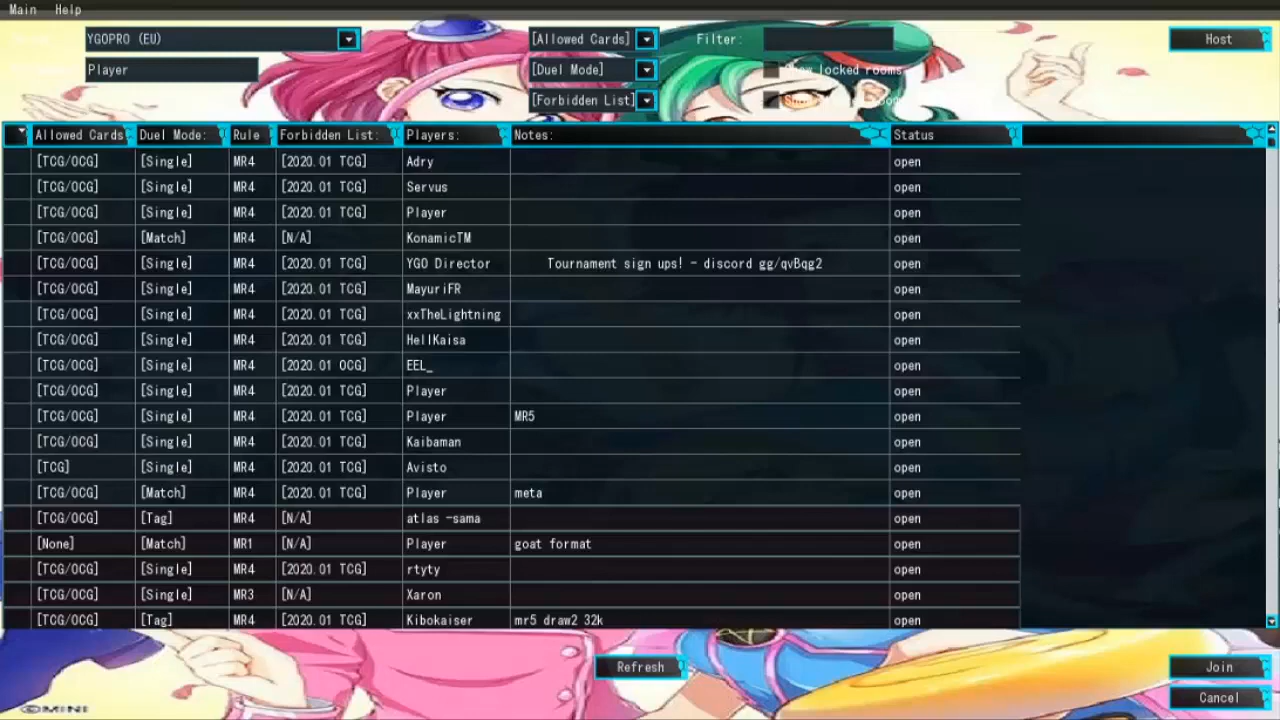 Main Help
YGOPRO (EU) [Allowed Cards] Filter: Host
Player [Duel Mode] locked rooms
[Forbidden List]
Allowed Cards Duel Mode: Rule Forbidden List: Players: Notes: Status
[TCG/OCG] [Single] MR4 [2020.01 TCG] Adry open
[TCG/OCG] [Single] MR4 [2020.01 TCG] Servus open
[TCG/OCG] [Single] MR4 [2020.01 TCG] Player open
[TCG/OCG] [Match] MR4 [N/A] KonamicTM open
[TCG/OCG] [Single] MR4 [2020.01 TCG] YGO Director Tournament sign ups! - discord gg/qvBqg2 open
[TCG/OCG] [Single] MR4 [2020.01 TCG] MayuriFR open
[TCG/OCG] [Single] MR4 [2020.01 TCG] xxTheLightning open
[TCG/OCG] [Single] MR4 [2020.01 TCG] HellKaisa open
[TCG/OCG] [Single] MR4 [2020.01 OCG] EEL_ open
[TCG/OCG] [Single] MR4 [2020.01 TCG] Player open
[TCG/OCG] [Single] MR4 [2020.01 TCG] Player MR5 open
[TCG/OCG] [Single] MR4 [2020.01 TCG] Kaibaman open
[TCG] [Single] MR4 [2020.01 TCG] Avisto open
[TCG/OCG] [Match] MR4 [2020.01 TCG] Player meta open
[TCG/OCG] [Tag] MR4 [N/A] atlas -sama open
[None] [Match] MR1 [N/A] Player goat format open
[TCG/OCG] [Single] MR4 [2020.01 TCG] rtyty open
[TCG/OCG] [Single] MR3 [N/A] Xaron open
[TCG/OCG] [Tag] MR4 [2020.01 TCG] Kibokaiser mr5 draw2 32k open
Refresh Join
Cancel
©MINI